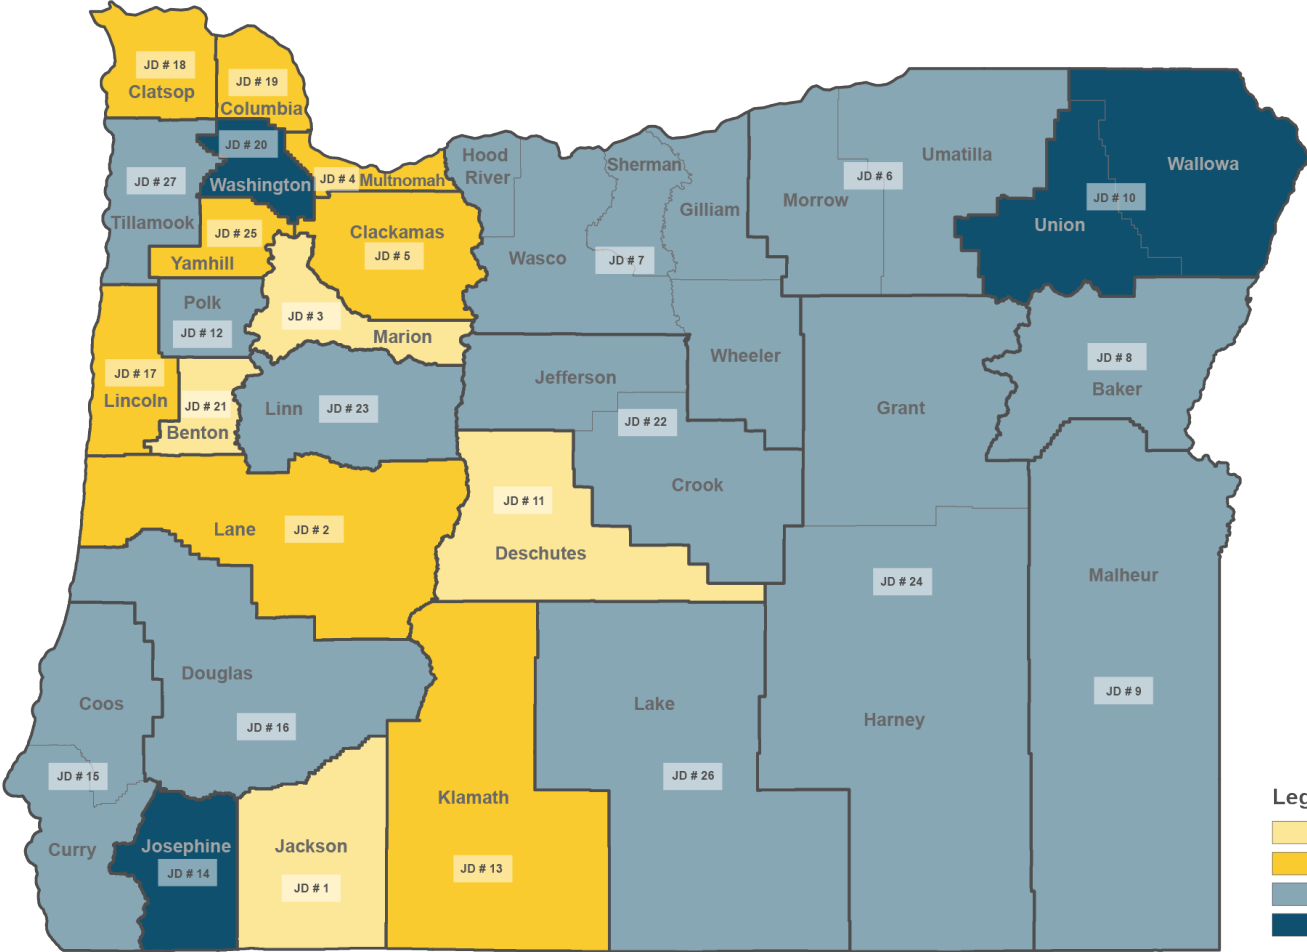 JD # 18
Clatsop
JD # 19
Columbia
JD # 20
Washington
JD # 27
Tillamook
JD # 4 Multnomah
Hood
River
Sherman
Gilliam
Wasco
JD # 7
Morrow
JD # 6
Umatilla
Wallowa
JD # 10
Union
JD # 25
Yamhill
Clackamas
JD # 5
Polk
JD # 12
JD # 3
Marion
Wheeler
JD # 8
Baker
JD # 17
Lincoln
JD # 21
Benton
Linn
JD # 23
Jefferson
JD # 22
Crook
Grant
JD # 11
Deschutes
Lane
JD # 2
JD # 24
Harney
Malheur
JD # 9
Douglas
JD # 16
Coos
JD # 15
Curry
Josephine
JD # 14
Jackson
JD # 1
Klamath
JD # 13
Lake
JD # 26
Leg